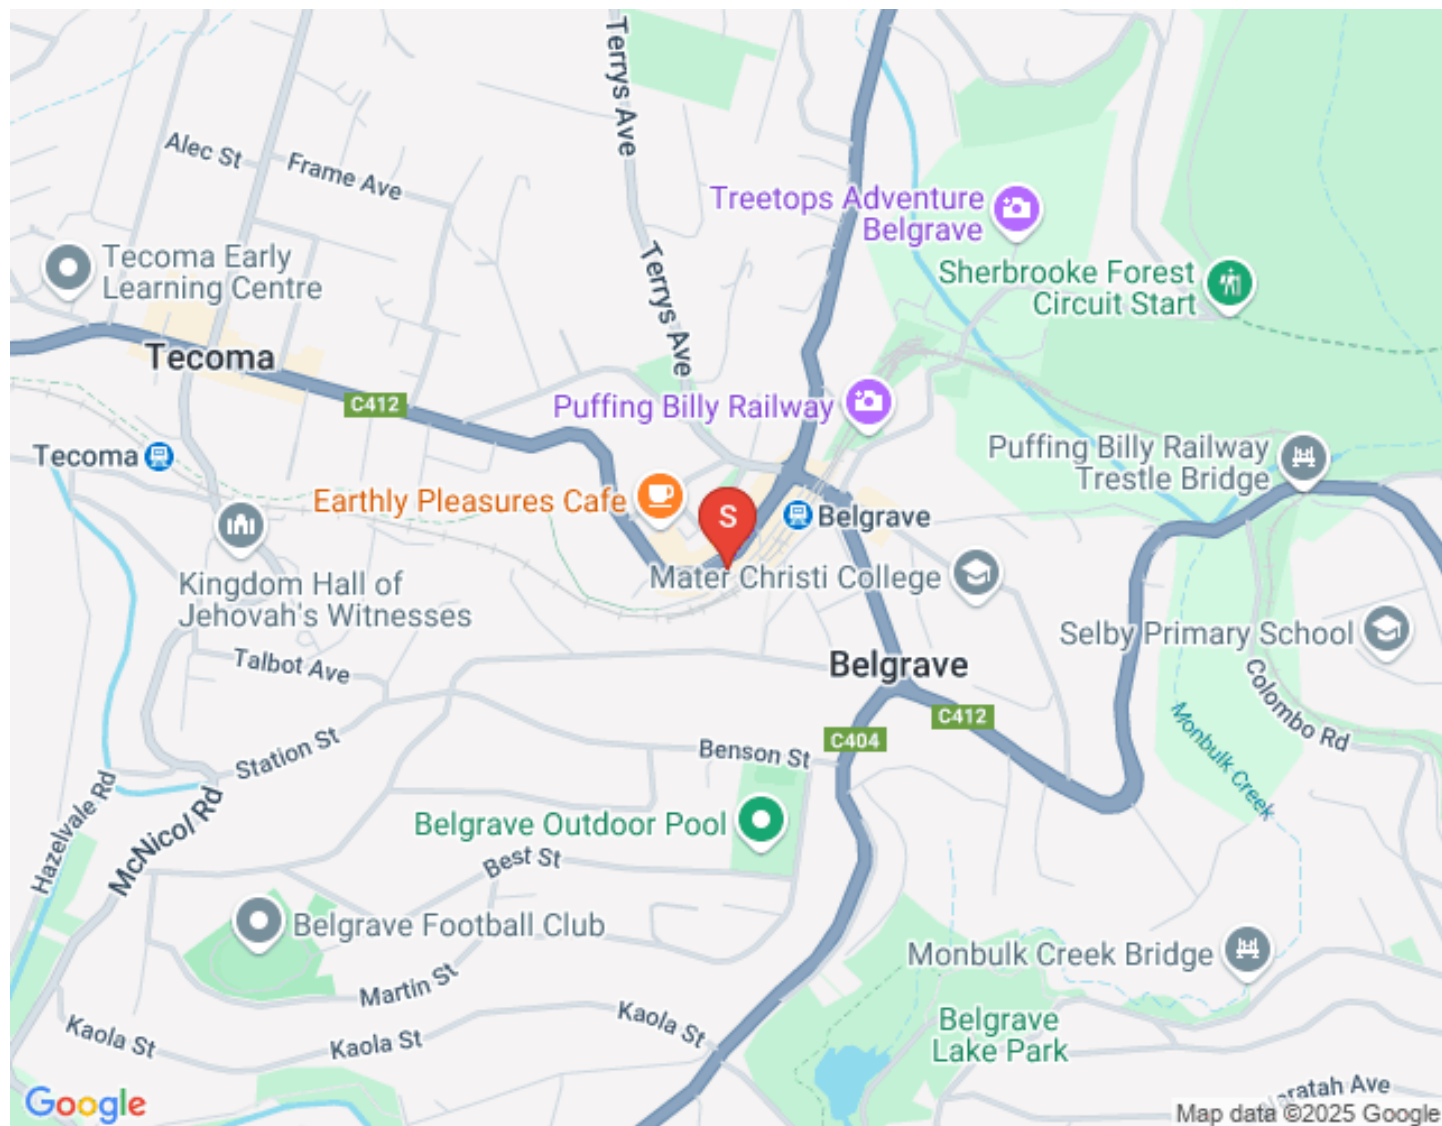 Terrys Ave
Alec St
Frame Ave
Treetops Adventure
Belgrave
Tecoma Early
Learning Centre
Terrys Ave
Sherbrooke Forest
Circuit Start
Tecoma
C412
Puffing Billy Railway
Tecoma
Puffing Billy Railway
Trestle Bridge
Earthly Pleasures Cafe
S
Belgrave
Kingdom Hall of
Jehovah's Witnesses
Mater Christi College
Selby Primary School
Talbot Ave
Belgrave
Colombo Rd
C412
C404
Monbulk Creek
Station St
Benson St
Hazelvale Rd
McNicol Rd
Belgrave Outdoor Pool
Best St
Belgrave Football Club
Monbulk Creek Bridge
Martin St
Kaola St
Kaola St
Kaola St
Belgrave
Lake Park
Google
aratah Ave
Map data ©2025 Google